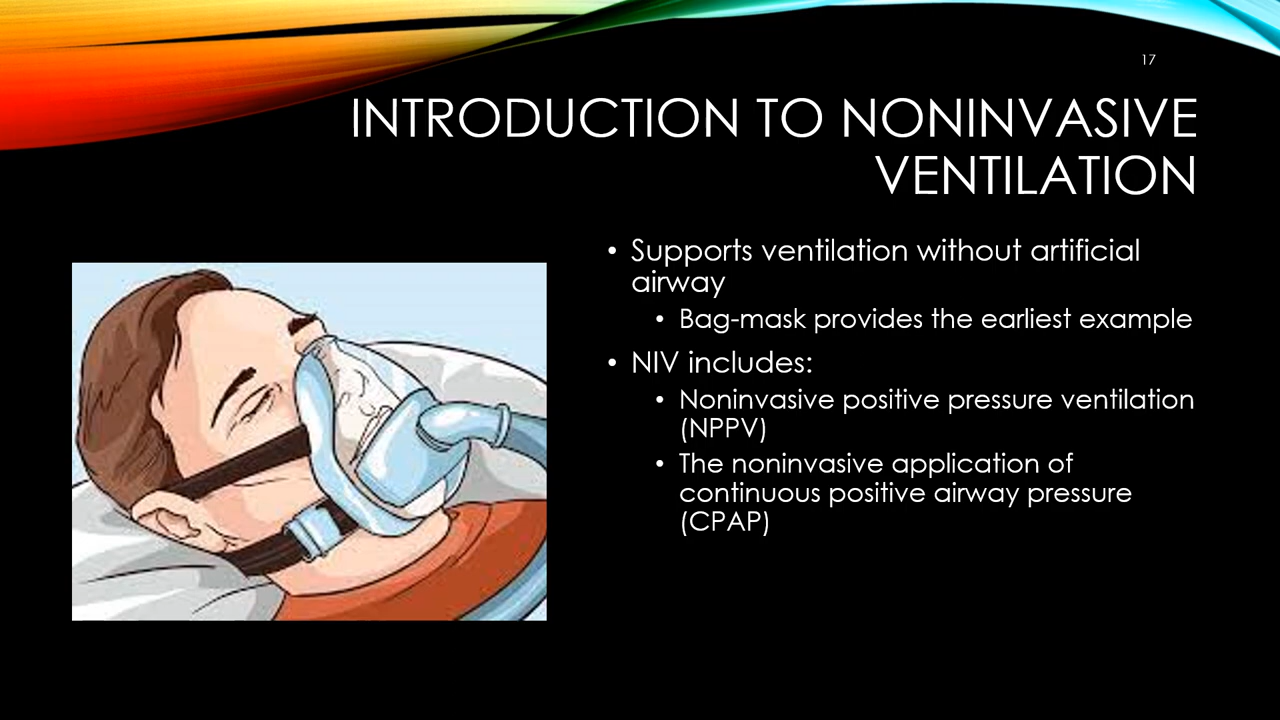 17
INTRODUCTION TO NONINVASIVE
VENTILATION
• Supports ventilation without artificial
airway
• Bag-mask provides the earliest example
• NIV includes:
• Noninvasive positive pressure ventilation
(NPPV)
• The noninvasive application of
continuous positive airway pressure
(CPAP)